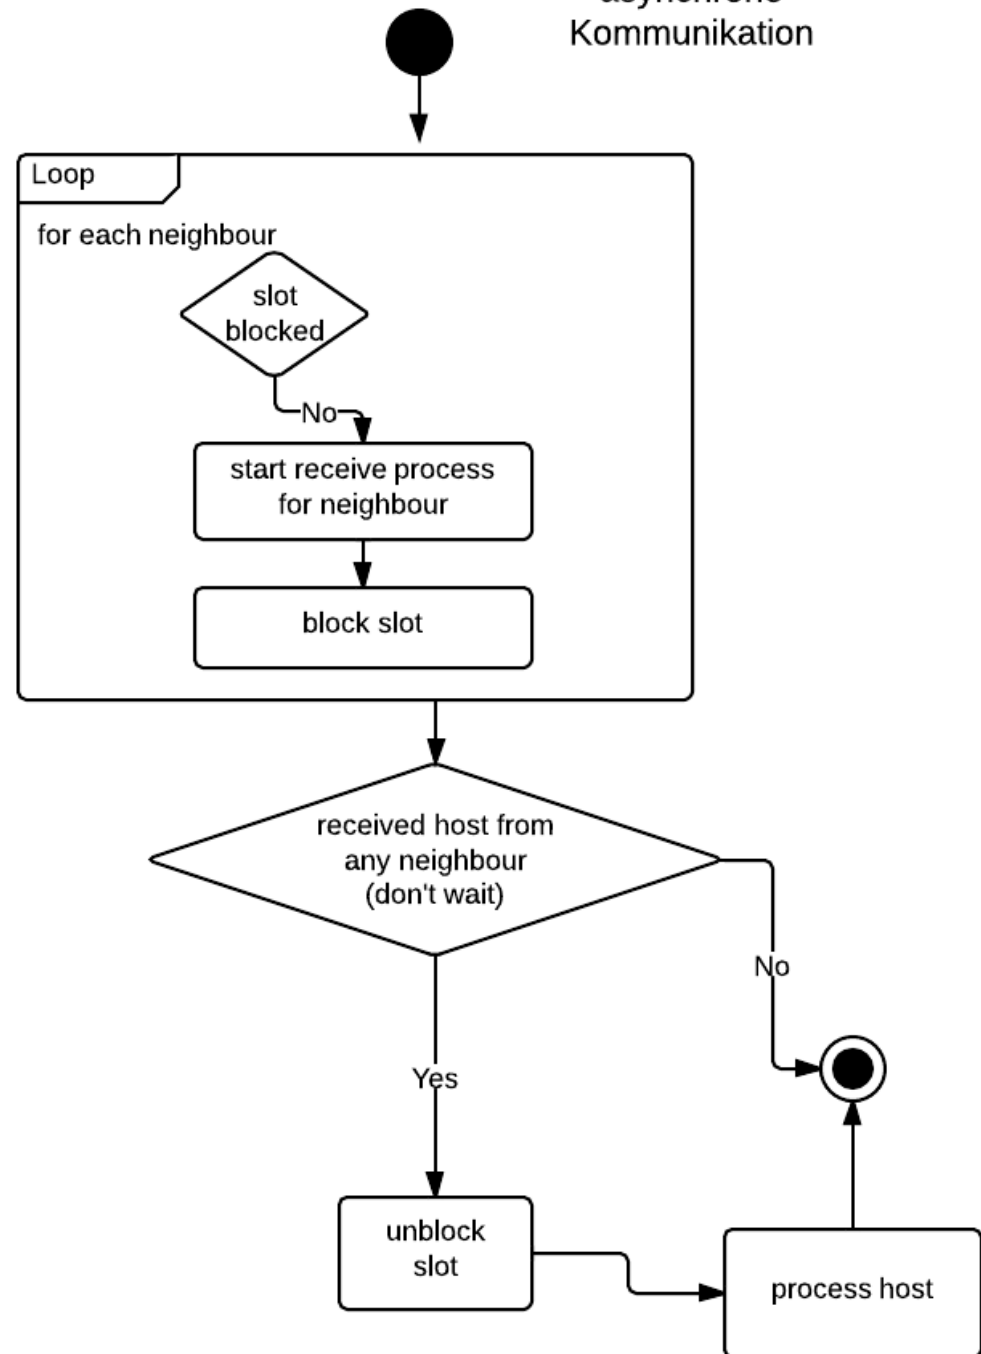 asynchrone
Kommunikation
Loop
for each neighbour
slot
blocked
No
start receive process
for neighbour
block slot
received host from
any neighbour
(don't wait)
No
Yes
unblock
slot
process host